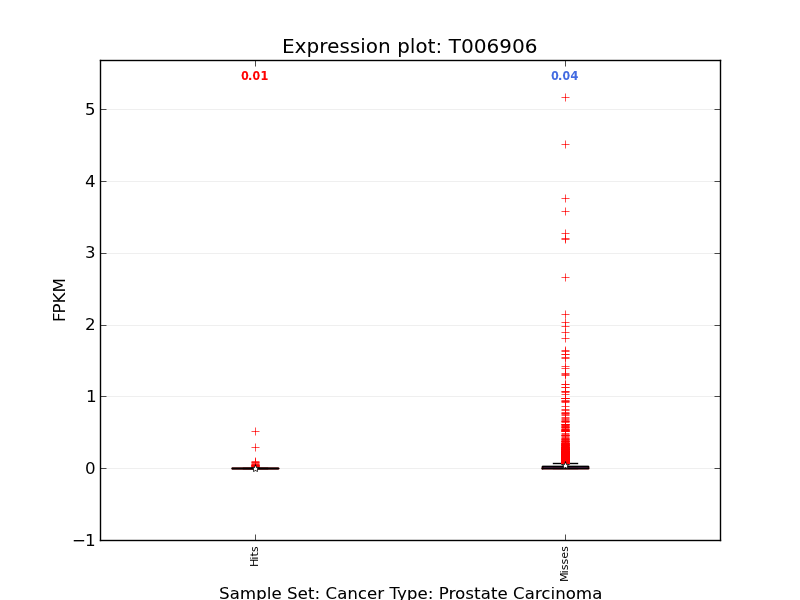 Expression plot: T006906
0.01
0.04
5
4
3
2
1
0
−1
FPKM
Hits
Misses
Sample Set: Cancer Type: Prostate Carcinoma